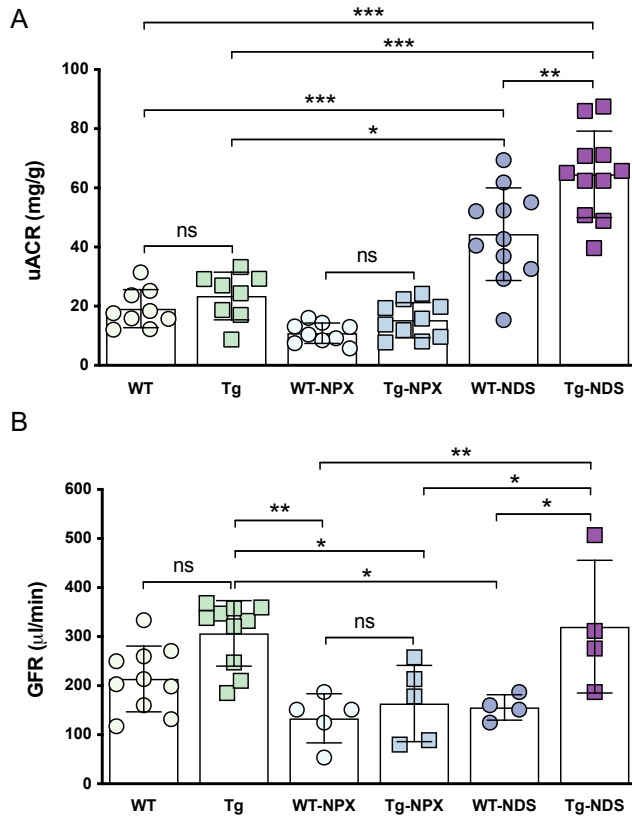 A
***
***
***
**
*
ns
ns
uACR (mg/g)
100
80
60
40
20
0
WT Tg WT-NPX Tg-NPX WT-NDS Tg-NDS
B
**
*
**
*
*
*
ns
ns
GFR (µl/min)
600
500
400
300
200
100
0
WT Tg WT-NPX Tg-NPX WT-NDS Tg-NDS